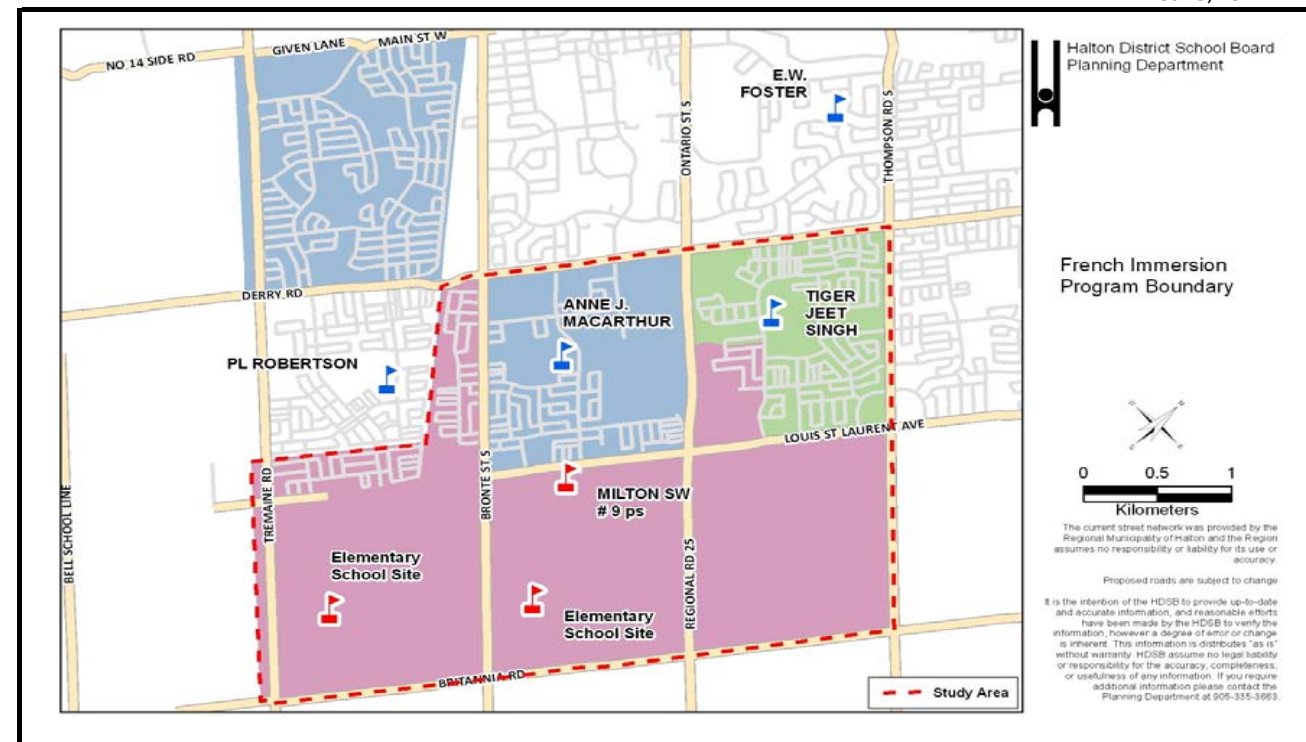 NO 14 SIDE RD
GIVEN LANE
MAIN ST W
E.W.
FOSTER
ONTARIO ST S
THOMPSON RD S
DERRY RD
ANNE J.
MACARTHUR
TIGER
JEET
SINGH
PL ROBERTSON
LOUIS ST LAURENT AVE
BELL SCHOOL LINE
TREMAINE RD
BRONTE ST S
MILTON SW
# 9 ps
REGIONAL RD 25
Elementary
School Site
Elementary
School Site
BRITANNIA RD
Study Area
Halton District School Board
Planning Department
French Immersion
Program Boundary
0 0.5 1
Kilometers
The current street network was provided by the
Regional Municipality of Halton and the Region
assumes no responsibility or liability for its use or
accuracy.
Proposed roads are subject to change
It is the intention of the HDSB to provide up-to-date
and accurate information, and reasonable efforts
have been made by the HDSB to verify the
information, however a degree of error or change
is inherent. This information is distributes "as is"
without warranty. HDSB assume no legal liability
or responsibility for the accuracy, completeness,
or usefulness of any information. If you require
additional information please contact the
Planning Department at 905-335-3663.